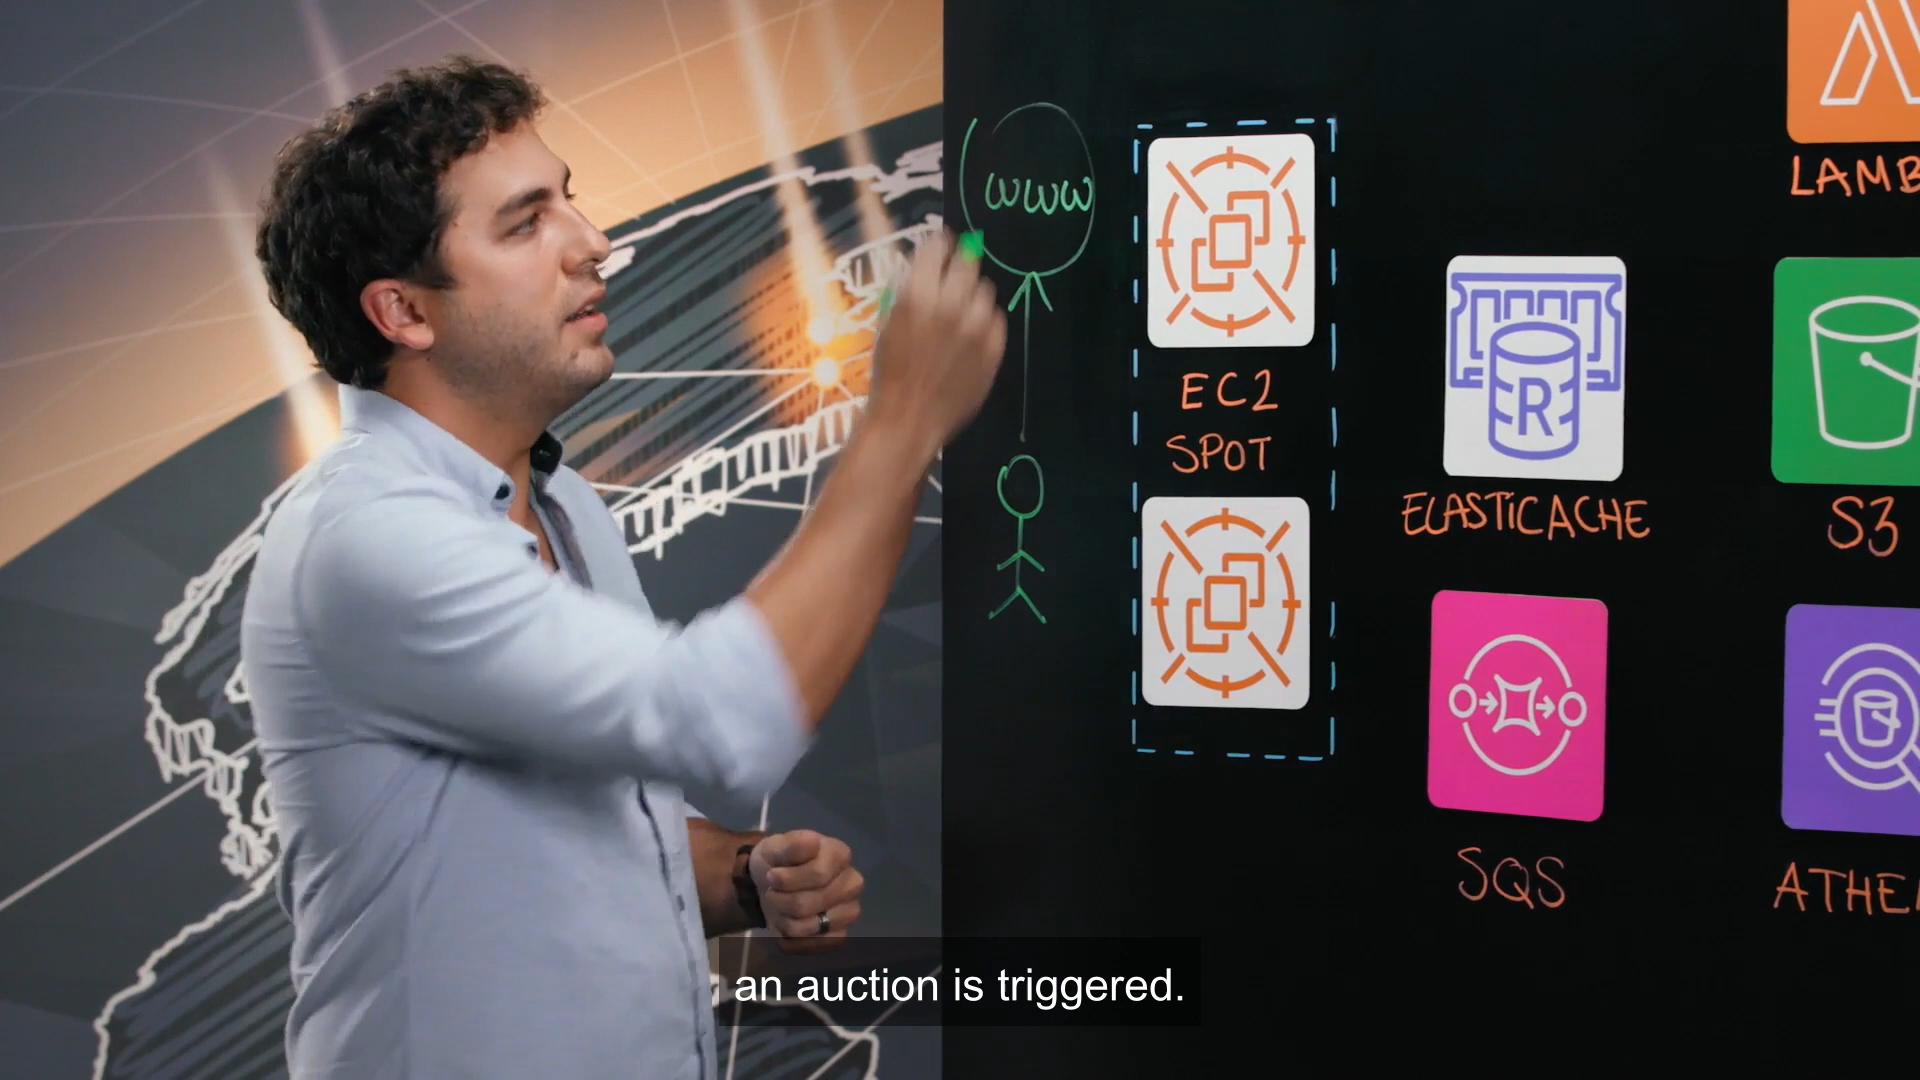 www
EC2
SPOT
R
ELASTICACHE
SQS
LAMB
S3
ATHE
an auction is triggered.